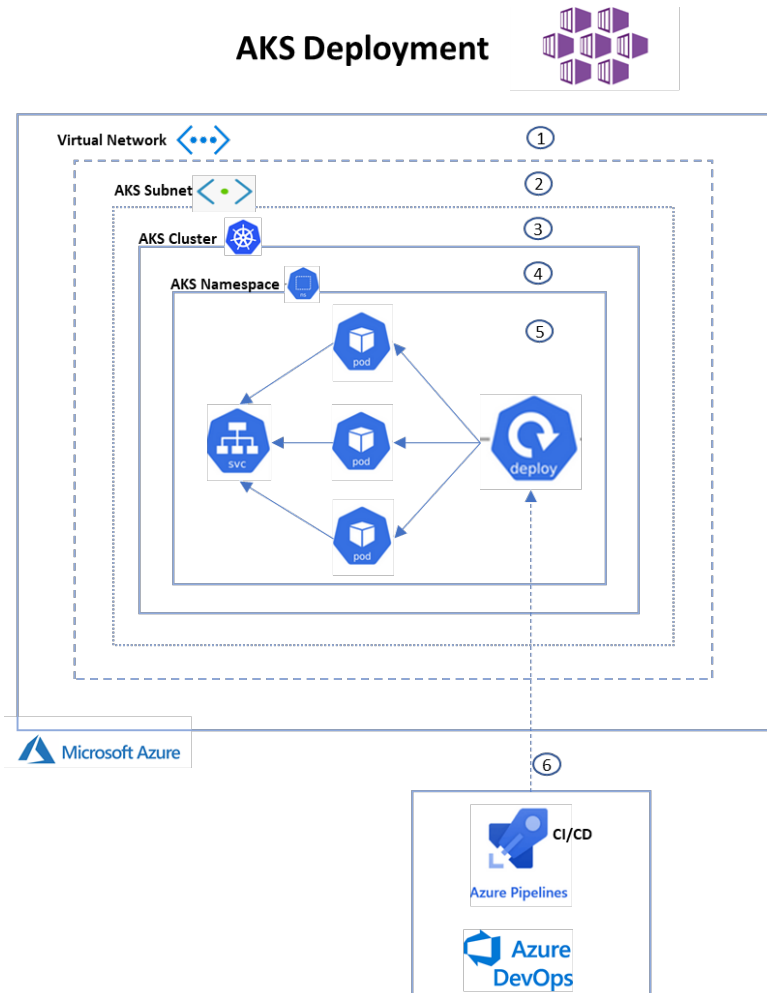 AKS Deployment
Virtual Network
1
AKS Subnet
2
AKS Cluster
3
AKS Namespace
4
ns
5
pod
svc
pod
deploy
pod
Microsoft Azure
6
CI/CD
Azure Pipelines
Azure
DevOps